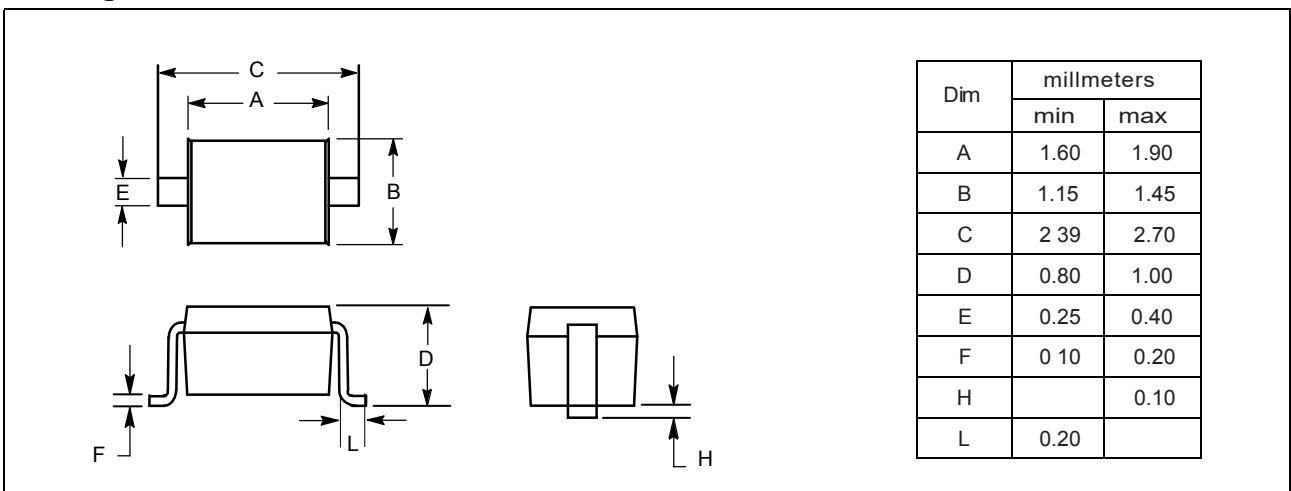 C
A
E
B
D
F
L
H
Dim millmeters
min max
A 1.60 1.90
B 1.15 1.45
C 2 39 2.70
D 0.80 1.00
E 0.25 0.40
F 0 10 0.20
H 0.10
L 0.20